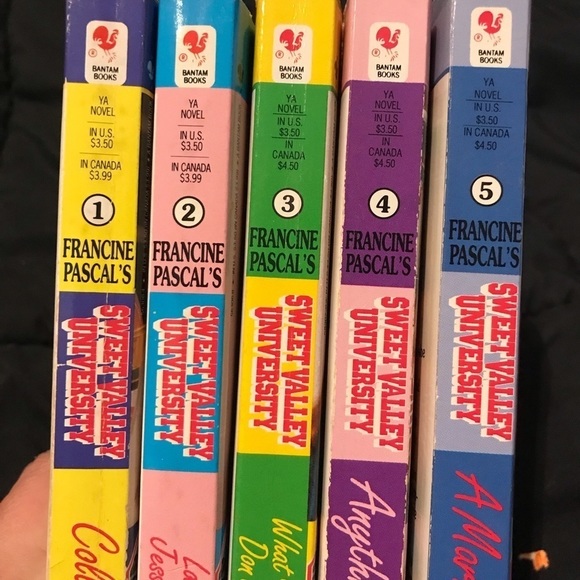 BANTAM
BOOKS
YA
NOVEL
IN U.S.
$3.50
IN CANADA
$3.99
1
FRANCINE
PASCAL'S
SWEET VALLEY
UNIVERSITY
BANTAM
BOOKS
YA
NOVEL
IN U.S.
$3.50
IN CANADA
$3.99
2
FRANCINE
PASCAL'S
SWEET VALLEY
UNIVERSITY
BANTAM
BOOKS
YA
NOVEL
IN U.S.
$3.50
IN
CANADA
$4.50
3
FRANCINE
PASCAL'S
SWEET VALLEY
UNIVERSITY
What
BANTAM
BOOKS
YA
NOVEL
IN U.S.
$3.50
IN
CANADA
$4.50
4
FRANCINE
PASCAL'S
SWEET VALLEY
UNIVERSITY
Anyth
BANTAM
BOOKS
YA
NOVEL
IN U.S.
$3.50
IN CANADA
$4.50
5
FRANCINE
PASCAL'S
SWEET VALLEY
UNIVERSITY
A